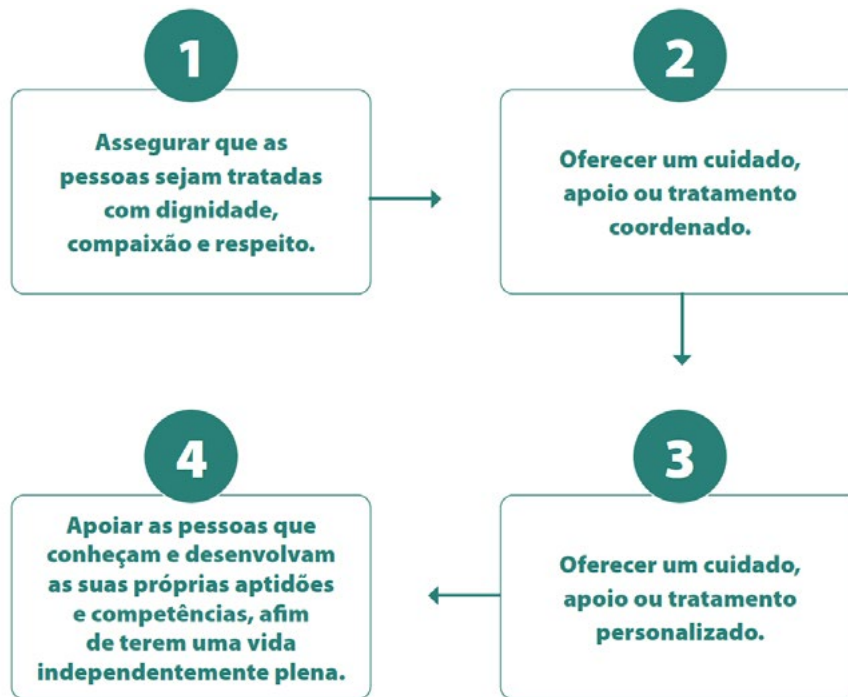 1
Assegurar que as
pessoas sejam tratadas
com dignidade,
compaixão e respeito.
2
Oferecer um cuidado,
apoio ou tratamento
coordenado.
3
Oferecer um cuidado,
apoio ou tratamento
personalizado.
4
Apoiar as pessoas que
conheçam e desenvolvam
as suas próprias aptidões
e competências, afim
de terem uma vida
independentemente plena.